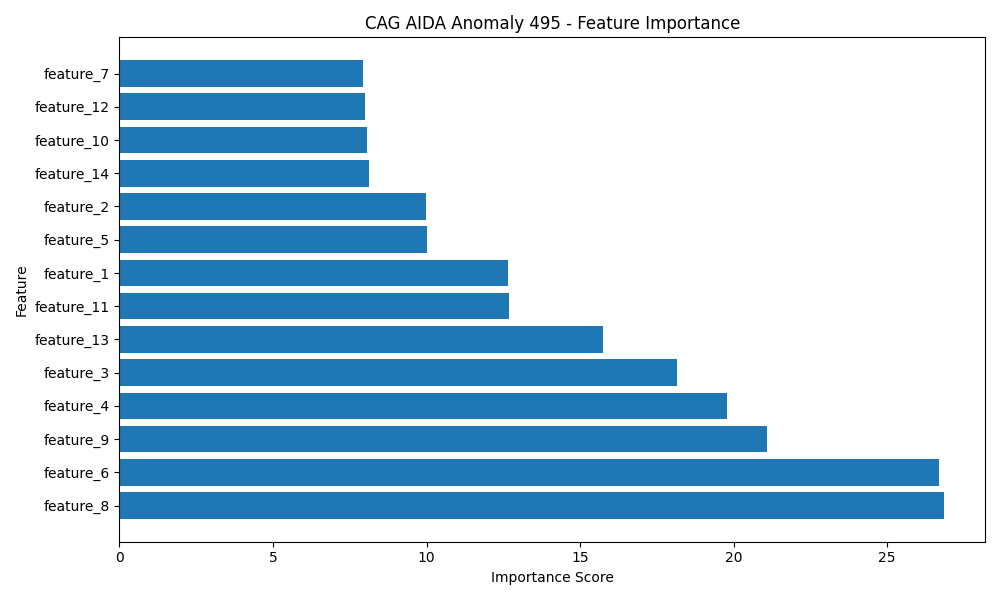 CAG AIDA Anomaly 495 - Feature Importance
feature_7
feature_12
feature_10
feature_14
feature_2
feature_5
feature_1
feature_11
feature_13
feature_3
feature_4
feature_9
feature_6
feature_8
Feature
0 5 10 15 20 25
Importance Score